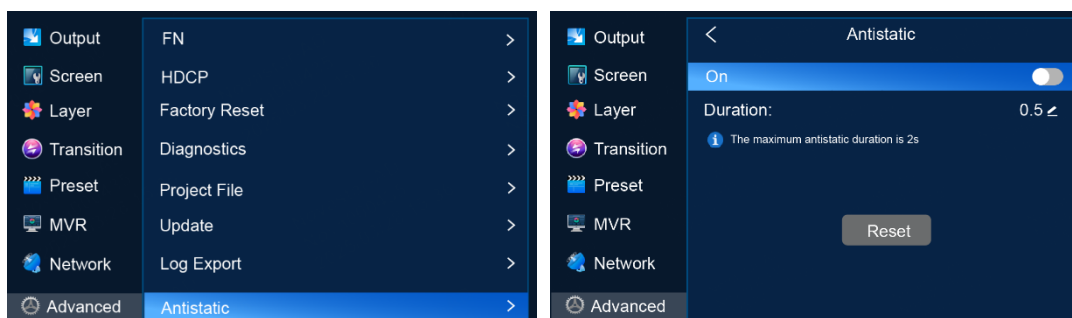 Output
FN
Screen
HDCP
Layer
Factory Reset
Transition
Diagnostics
Preset
Project File
MVR
Update
Network
Log Export
Advanced
Antistatic
Output
Antistatic
Screen
On
Layer
Duration: 0.5
Transition
The maximum antistatic duration is 2s
Preset
MVR
Reset
Network
Advanced